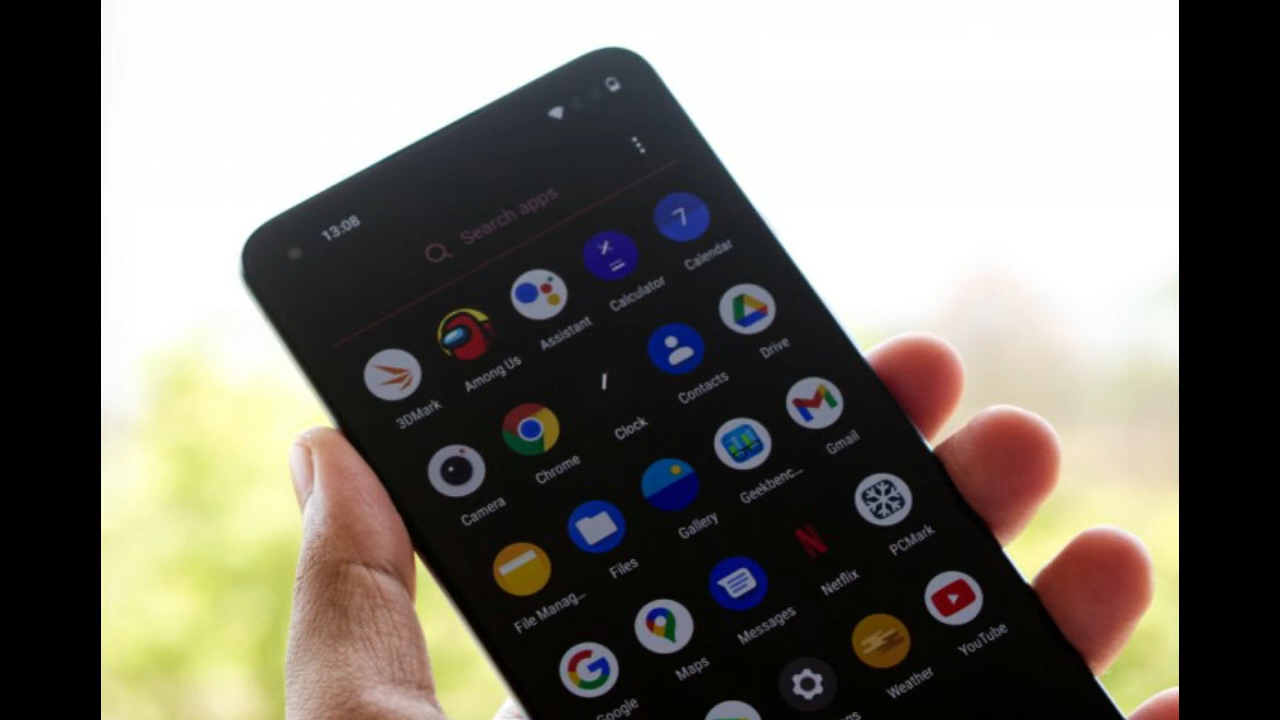 13:08
Search apps
3DMark
Among Us
Assistant
Calculator
7
Calendar
Camera
Chrome
Clock
Contacts
Drive
File Manag...
Files
Gallery
Geekbenc...
Gmail
Google
Maps
Messages
Netflix
PCMark
Weather
YouTube